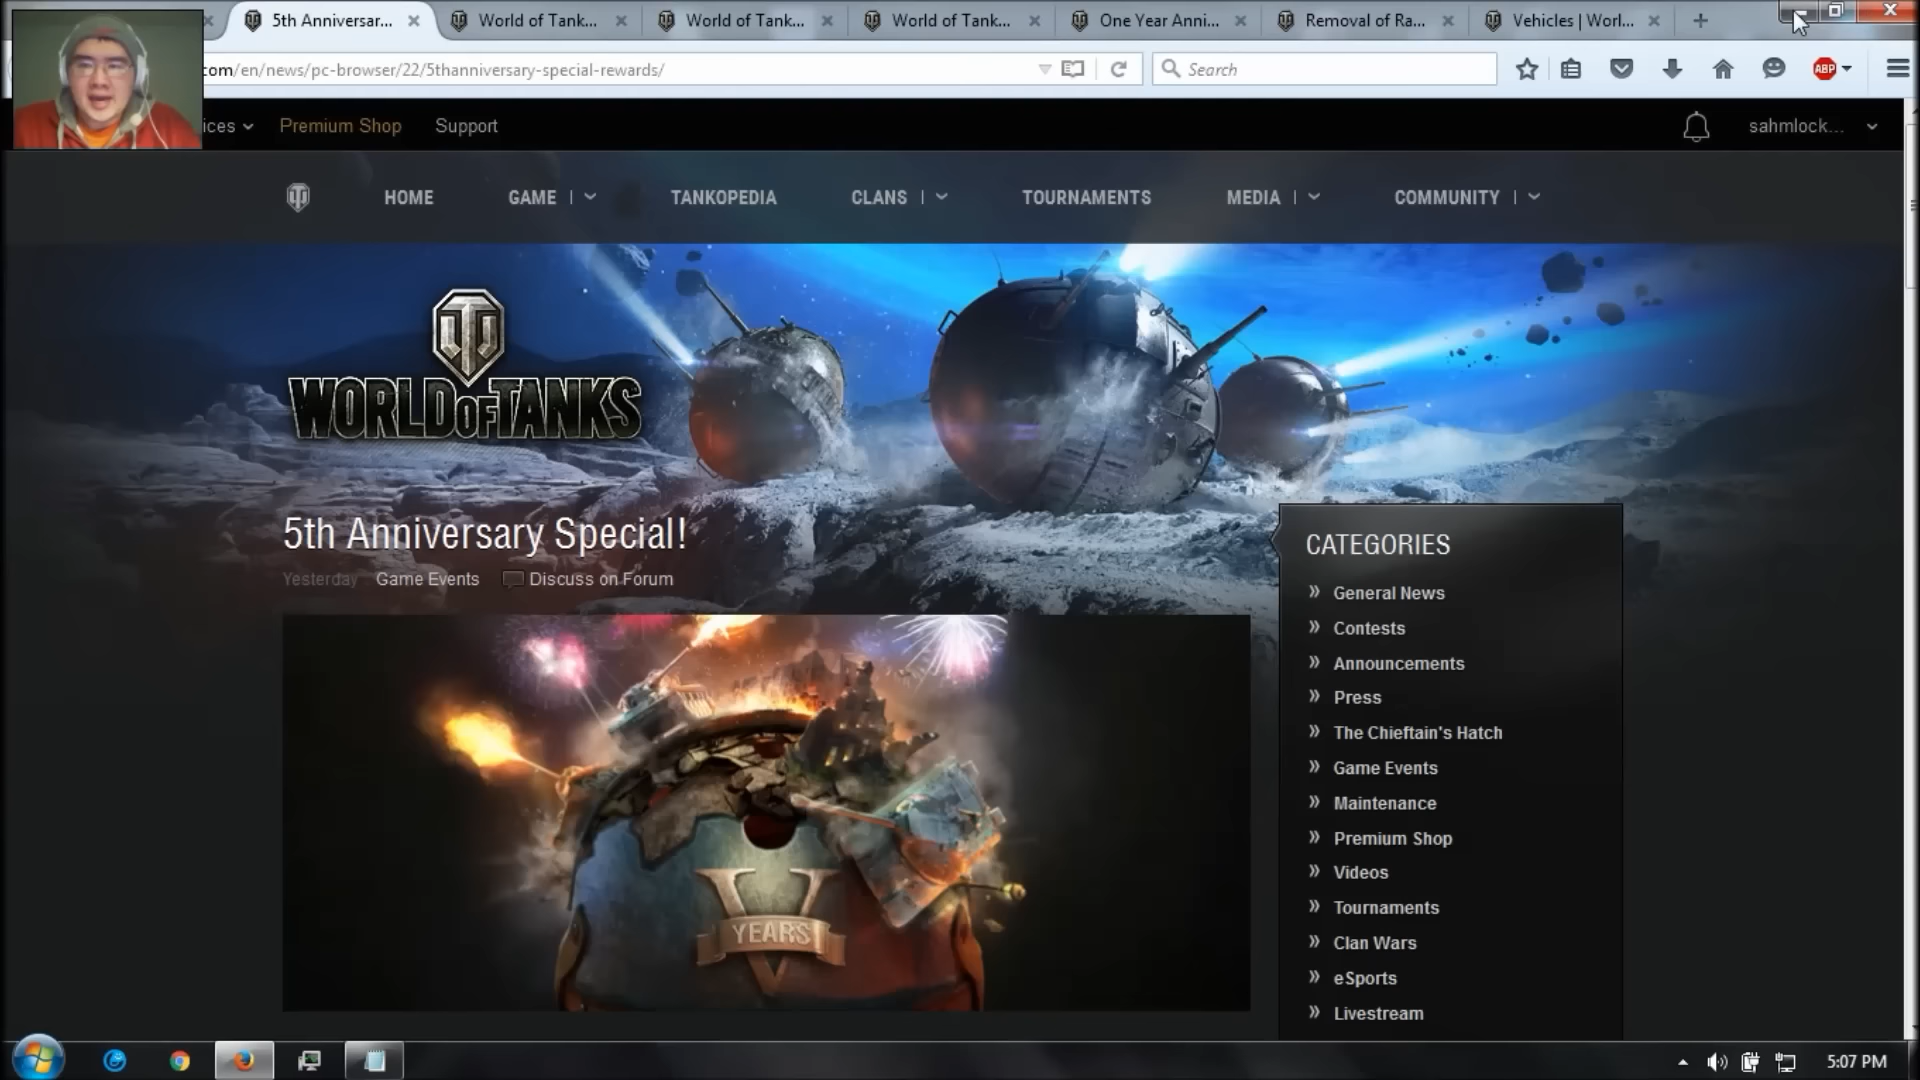 5th Anniversar...
World of Tank...
World of Tank...
World of Tank...
One Year Anni...
Removal of Ra...
Vehicles | Worl...
com/en/news/pc-browser/22/5thanniversary-special-rewards/
Search
ABP
ices
Premium Shop
Support
sahmlock...
HOME
GAME
TANKOPEDIA
CLANS
TOURNAMENTS
MEDIA
COMMUNITY
WORLD OF TANKS
5th Anniversary Special!
Yesterday
Game Events
Discuss on Forum
V
YEARS
CATEGORIES
General News
Contests
Announcements
Press
The Chieftain's Hatch
Game Events
Maintenance
Premium Shop
Videos
Tournaments
Clan Wars
eSports
Livestream
5:07 PM